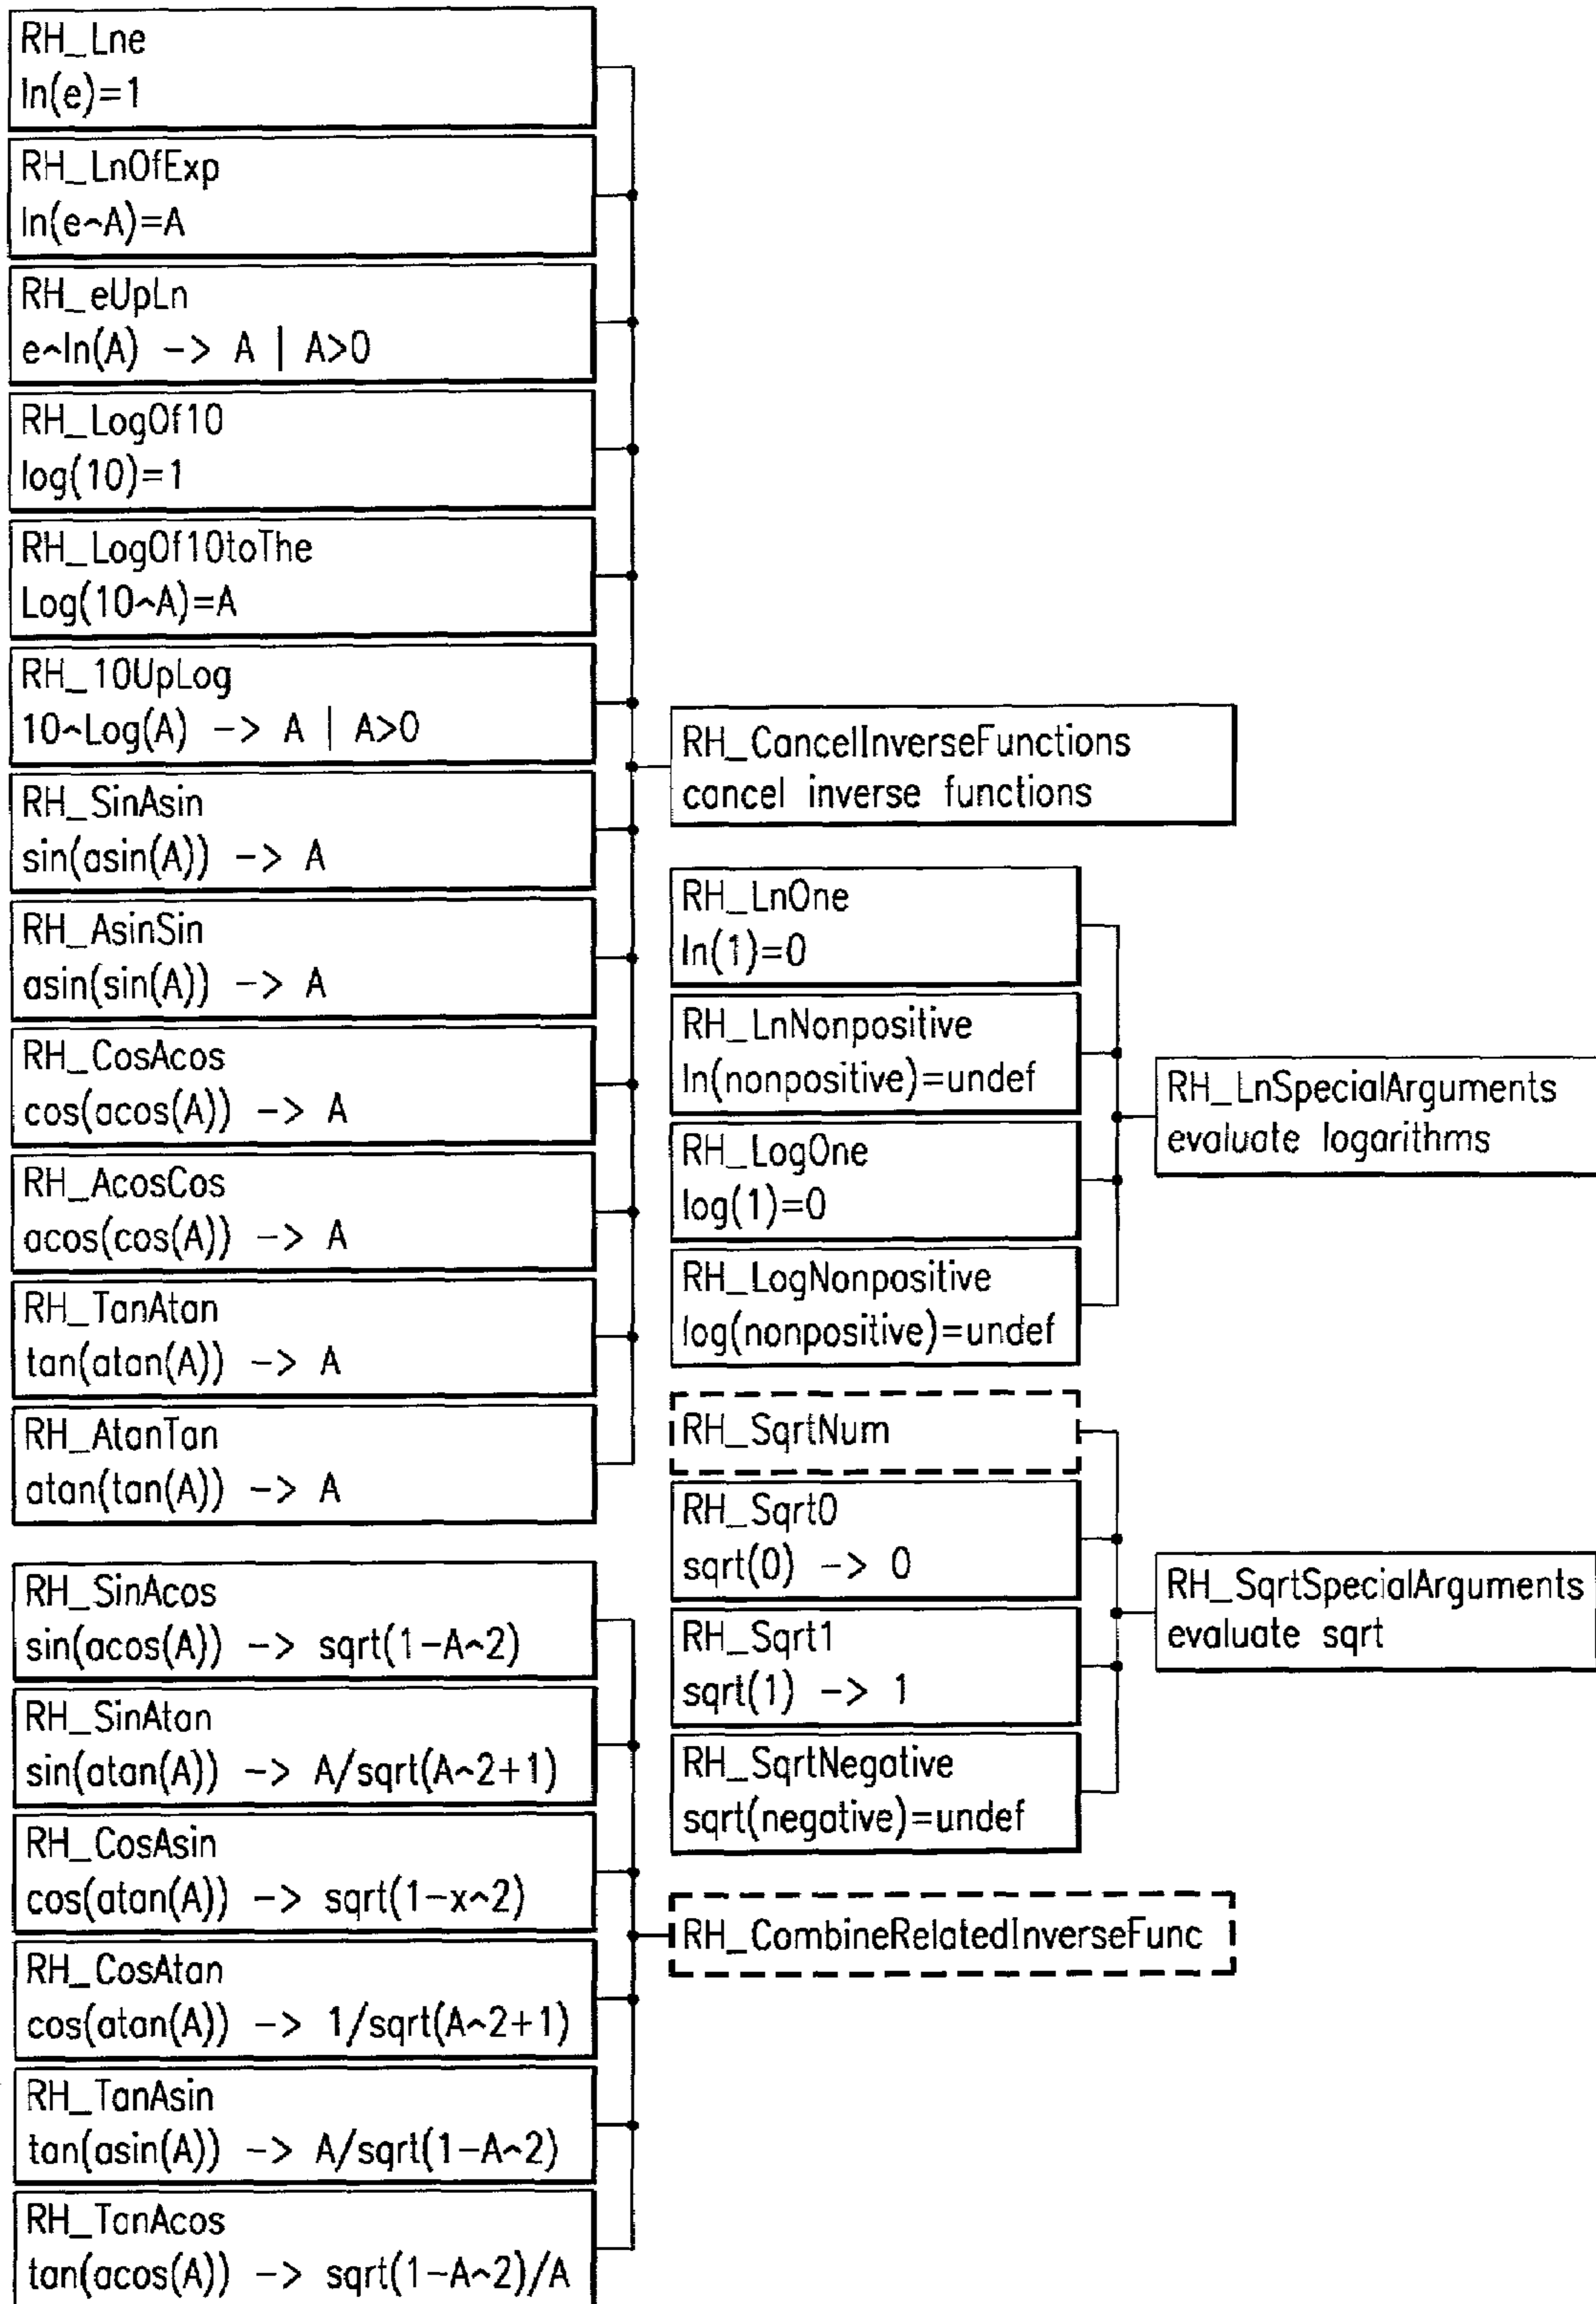 RH_Lne
ln(e)=1
RH_LnOfExp
ln(e^A)=A
RH_eUpLn
e^ln(A) -> A | A>0
RH_LogOf10
log(10)=1
RH_LogOf10toThe
Log(10^A)=A
RH_10UpLog
10^Log(A) -> A | A>0
RH_SinAsin
sin(asin(A)) -> A
RH_AsinSin
asin(sin(A)) -> A
RH_CosAcos
cos(acos(A)) -> A
RH_AcosCos
acos(cos(A)) -> A
RH_TanAtan
tan(atan(A)) -> A
RH_AtanTan
atan(tan(A)) -> A
RH_CancelInverseFunctions
cancel inverse functions
RH_LnOne
ln(1)=0
RH_LnNonpositive
ln(nonpositive)=undef
RH_LogOne
log(1)=0
RH_LogNonpositive
log(nonpositive)=undef
RH_LnSpecialArguments
evaluate logarithms
RH_SqrtNum
RH_Sqrt0
sqrt(0) -> 0
RH_Sqrt1
sqrt(1) -> 1
RH_SqrtNegative
sqrt(negative)=undef
RH_SqrtSpecialArguments
evaluate sqrt
RH_SinAcos
sin(acos(A)) -> sqrt(1-A^2)
RH_SinAtan
sin(atan(A)) -> A/sqrt(A^2+1)
RH_CosAsin
cos(atan(A)) -> sqrt(1-x^2)
RH_CosAtan
cos(atan(A)) -> 1/sqrt(A^2+1)
RH_TanAsin
tan(asin(A)) -> A/sqrt(1-A^2)
RH_TanAcos
tan(acos(A)) -> sqrt(1-A^2)/A
RH_CombineRelatedInverseFunc